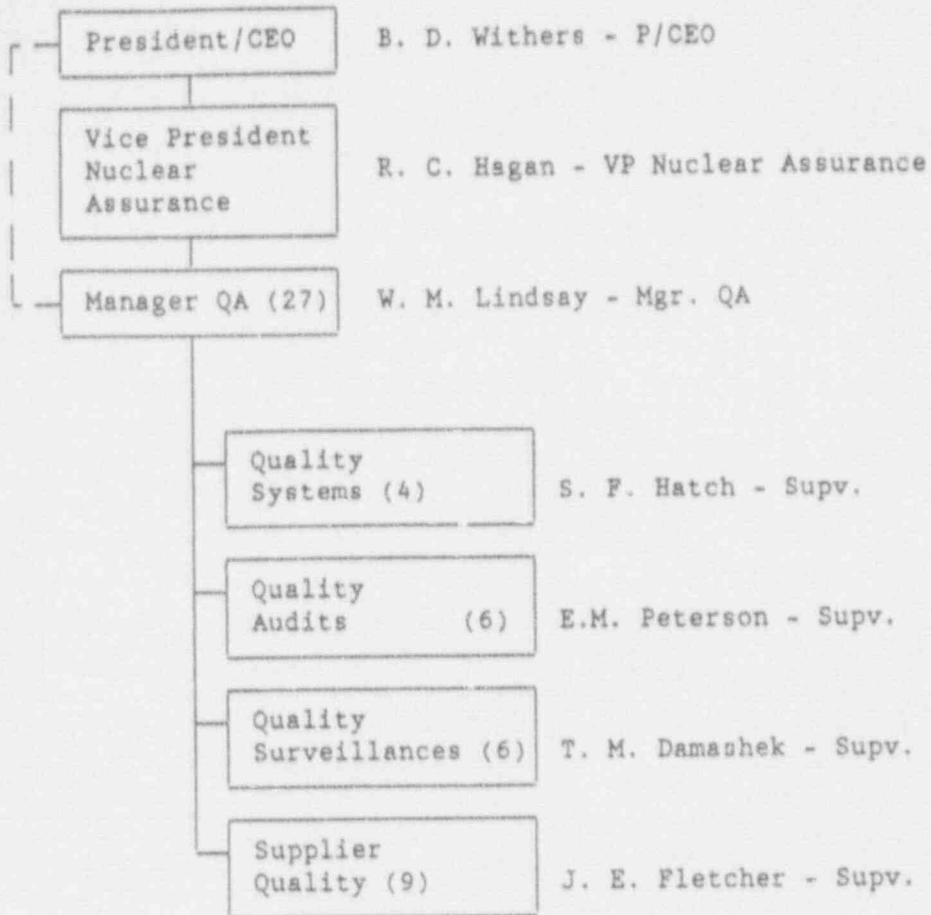 President/CEO B. D. Withers - P/CEO
Vice President
Nuclear
Assurance
R. C. Hagan - VP Nuclear Assurance
Manager QA (27) W. M. Lindsay - Mgr. QA
Quality
Systems (4)
S. F. Hatch - Supv.
Quality
Audits (6)
E.M. Peterson - Supv.
Quality
Surveillances (6)
T. M. Damashek - Supv.
Supplier
Quality (9)
J. E. Fletcher - Supv.